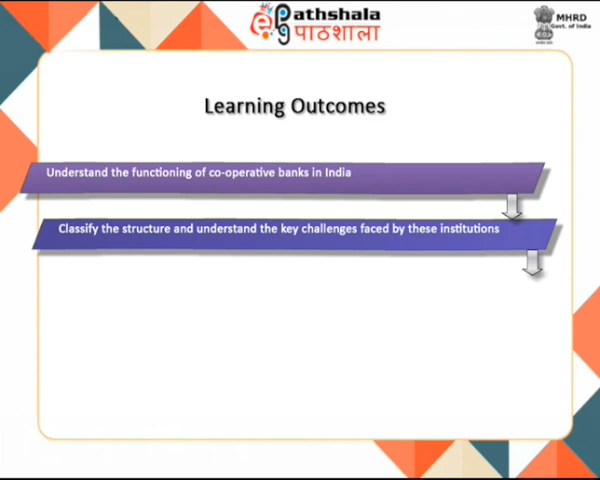 e Pathshala
pg पाठशाला
MHRD
Govt. of India
Learning Outcomes
Understand the functioning of co-operative banks in India
Classify the structure and understand the key challenges faced by these institutions